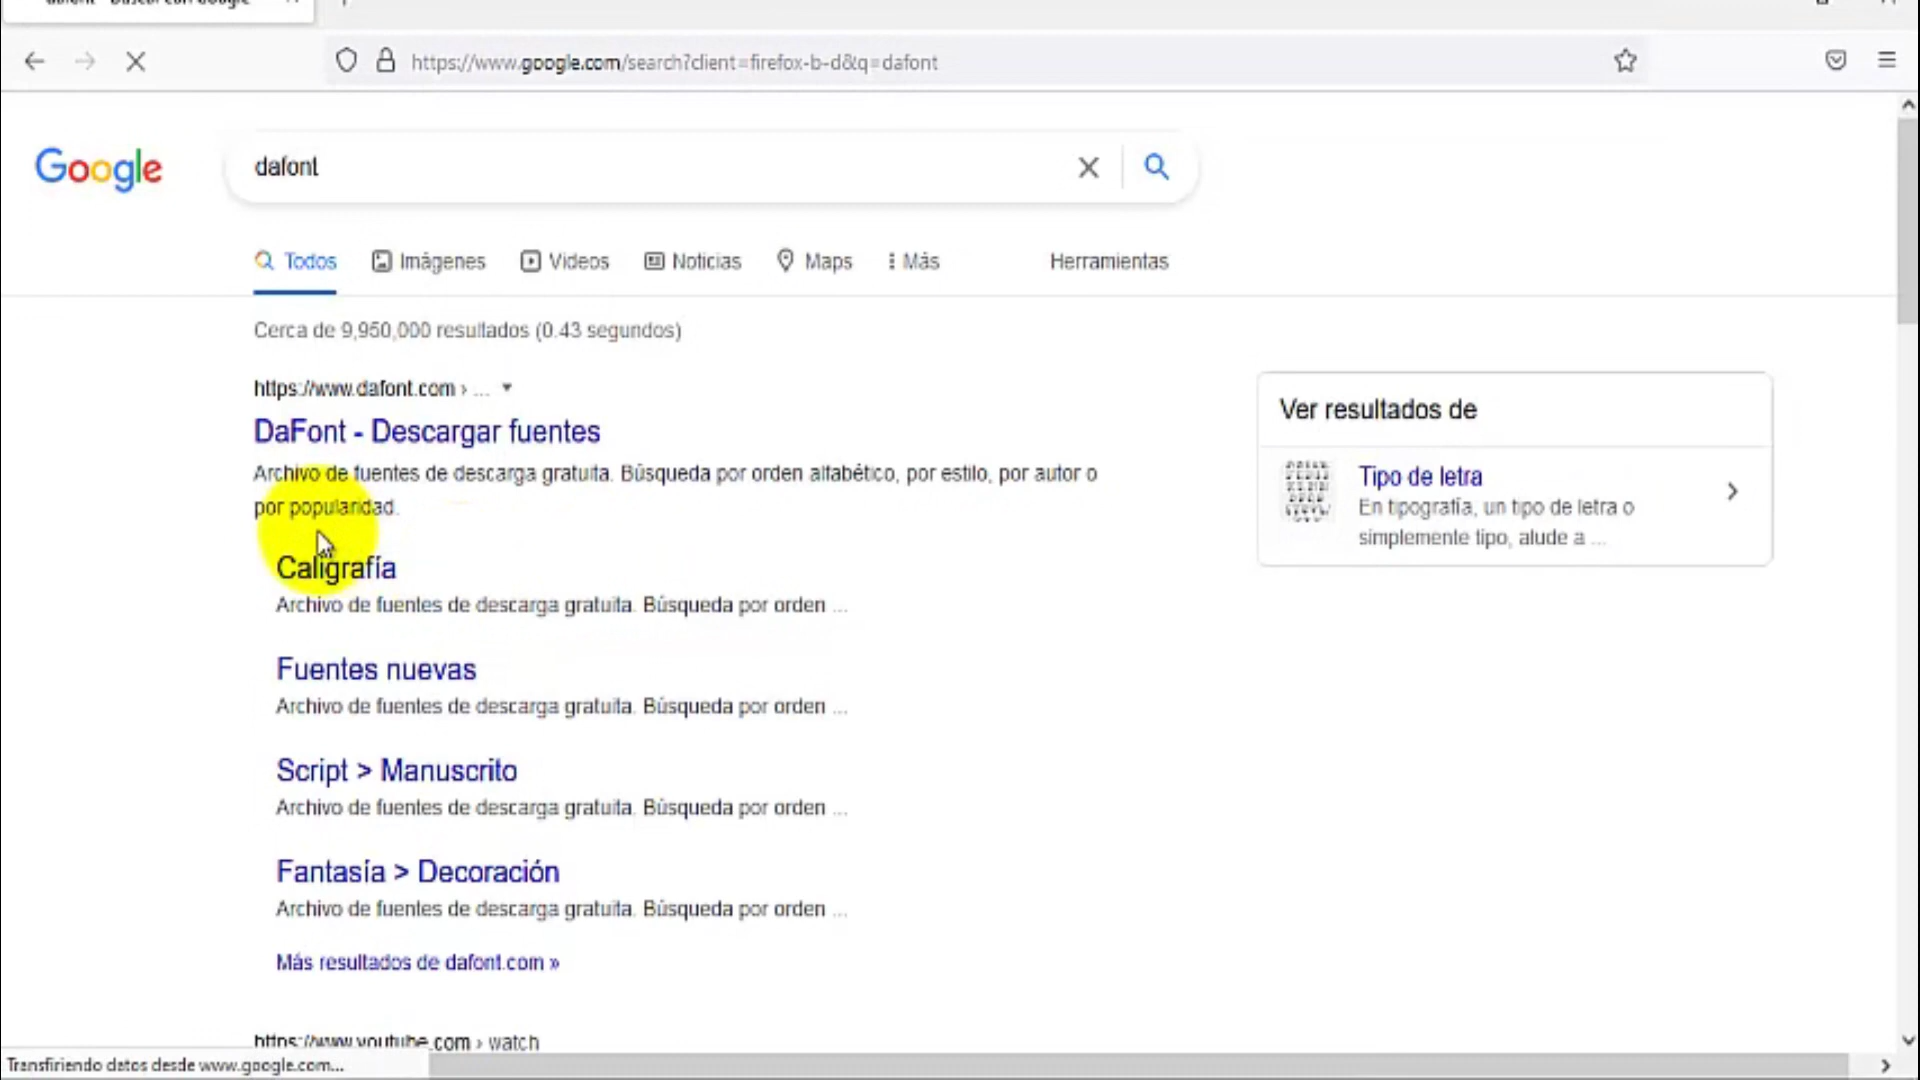 dafont - Buscar con Google
https://www.google.com/search?client=firefox-b-d&q=dafont
Google
dafont
Todos
Imágenes
Videos
Noticias
Maps
Más
Herramientas
Cerca de 9,950,000 resultados (0.43 segundos)
https://www.dafont.com › ...
DaFont - Descargar fuentes
Archivo de fuentes de descarga gratuita. Búsqueda por orden alfabético, por estilo, por autor o
por popularidad.
Caligrafía
Archivo de fuentes de descarga gratuita. Búsqueda por orden ...
Fuentes nuevas
Archivo de fuentes de descarga gratuita. Búsqueda por orden ...
Script > Manuscrito
Archivo de fuentes de descarga gratuita. Búsqueda por orden ...
Fantasía > Decoración
Archivo de fuentes de descarga gratuita. Búsqueda por orden ...
Más resultados de dafont.com »
https://www.youtube.com › watch
Ver resultados de
Tipo de letra
En tipografía, un tipo de letra o
simplemente tipo, alude a ...
Transfiriendo datos desde www.google.com...